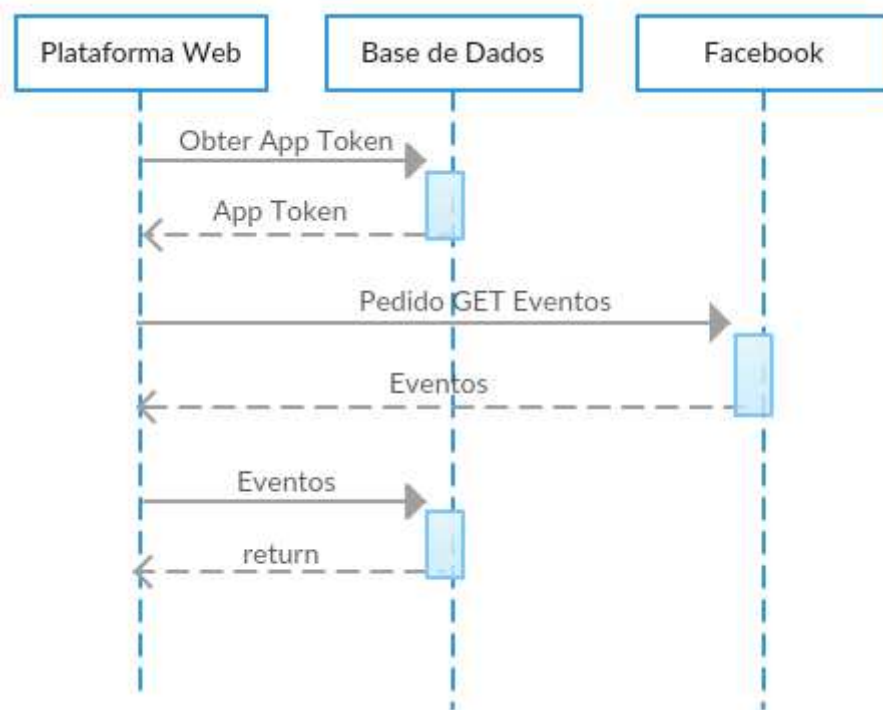 Plataforma Web
Base de Dados
Facebook
Obter App Token
App Token
Pedido GET Eventos
Eventos
Eventos
return